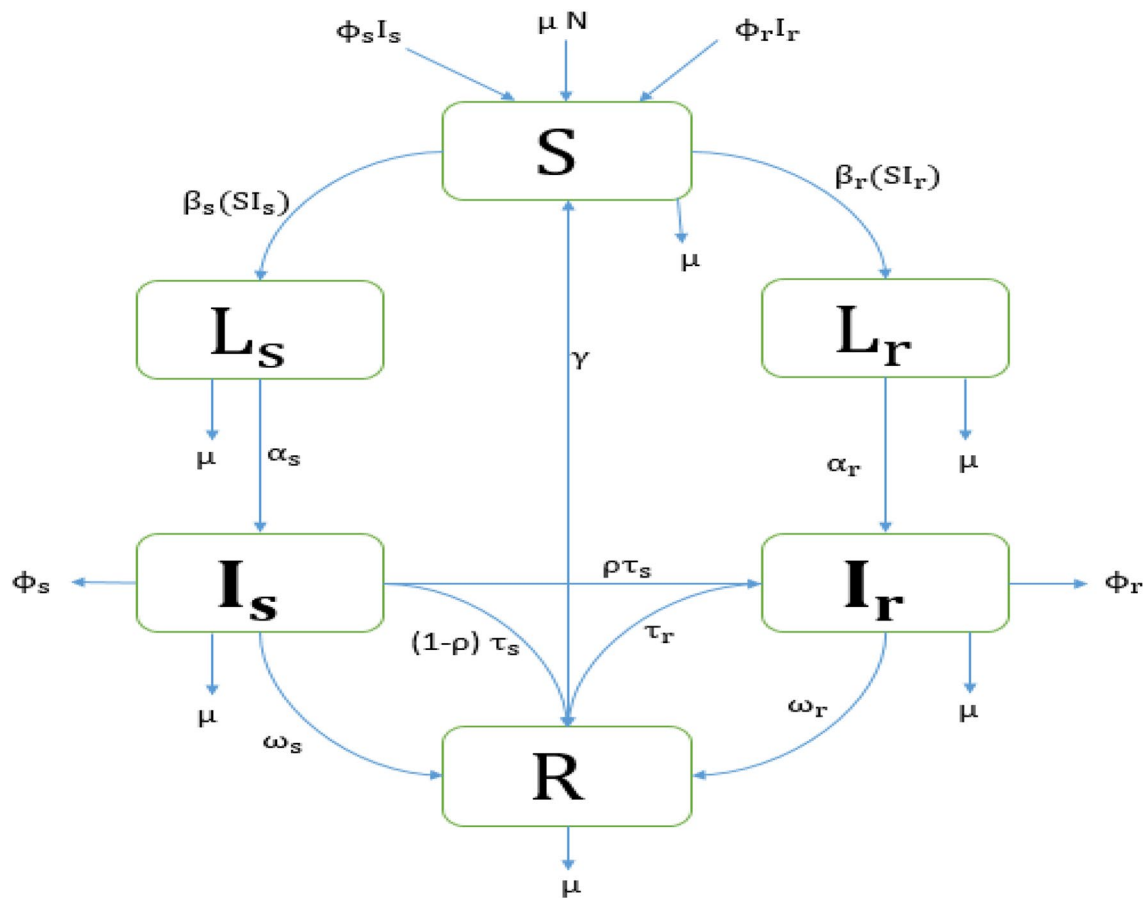 ϕₛIₛ
μ N
ϕᵣIᵣ
S
βₛ(SIₛ)
βᵣ(SIᵣ)
μ
Lₛ
Lᵣ
γ
μ
αₛ
αᵣ
μ
ϕₛ
Iₛ
ρτₛ
Iᵣ
ϕᵣ
(1-ρ) τₛ
τᵣ
μ
ωₛ
ωᵣ
μ
R
μ